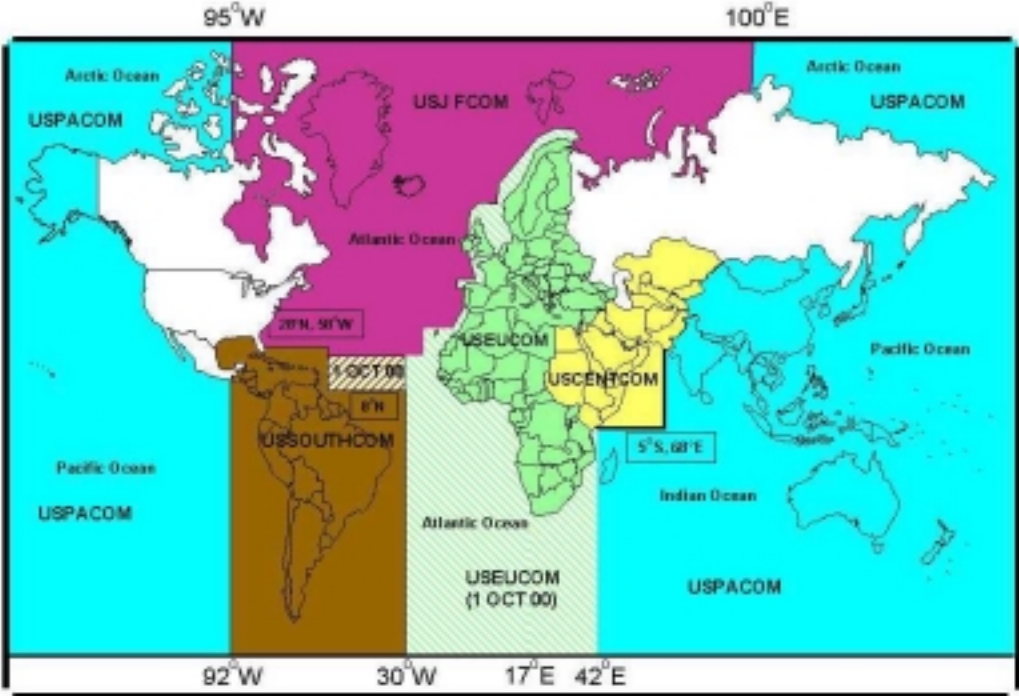 95°W
100°E
Arctic Ocean
Arctic Ocean
USJFCOM
USPACOM
USPACOM
Atlantic Ocean
28°N, 58°W
USEUCOM
Pacific Ocean
1 OCT 00
USCENTCOM
8°N
USSOUTHCOM
5°S, 68°E
Pacific Ocean
Indian Ocean
USPACOM
Atlantic Ocean
USEUCOM
(1 OCT 00)
USPACOM
92°W
30°W
17°E
42°E